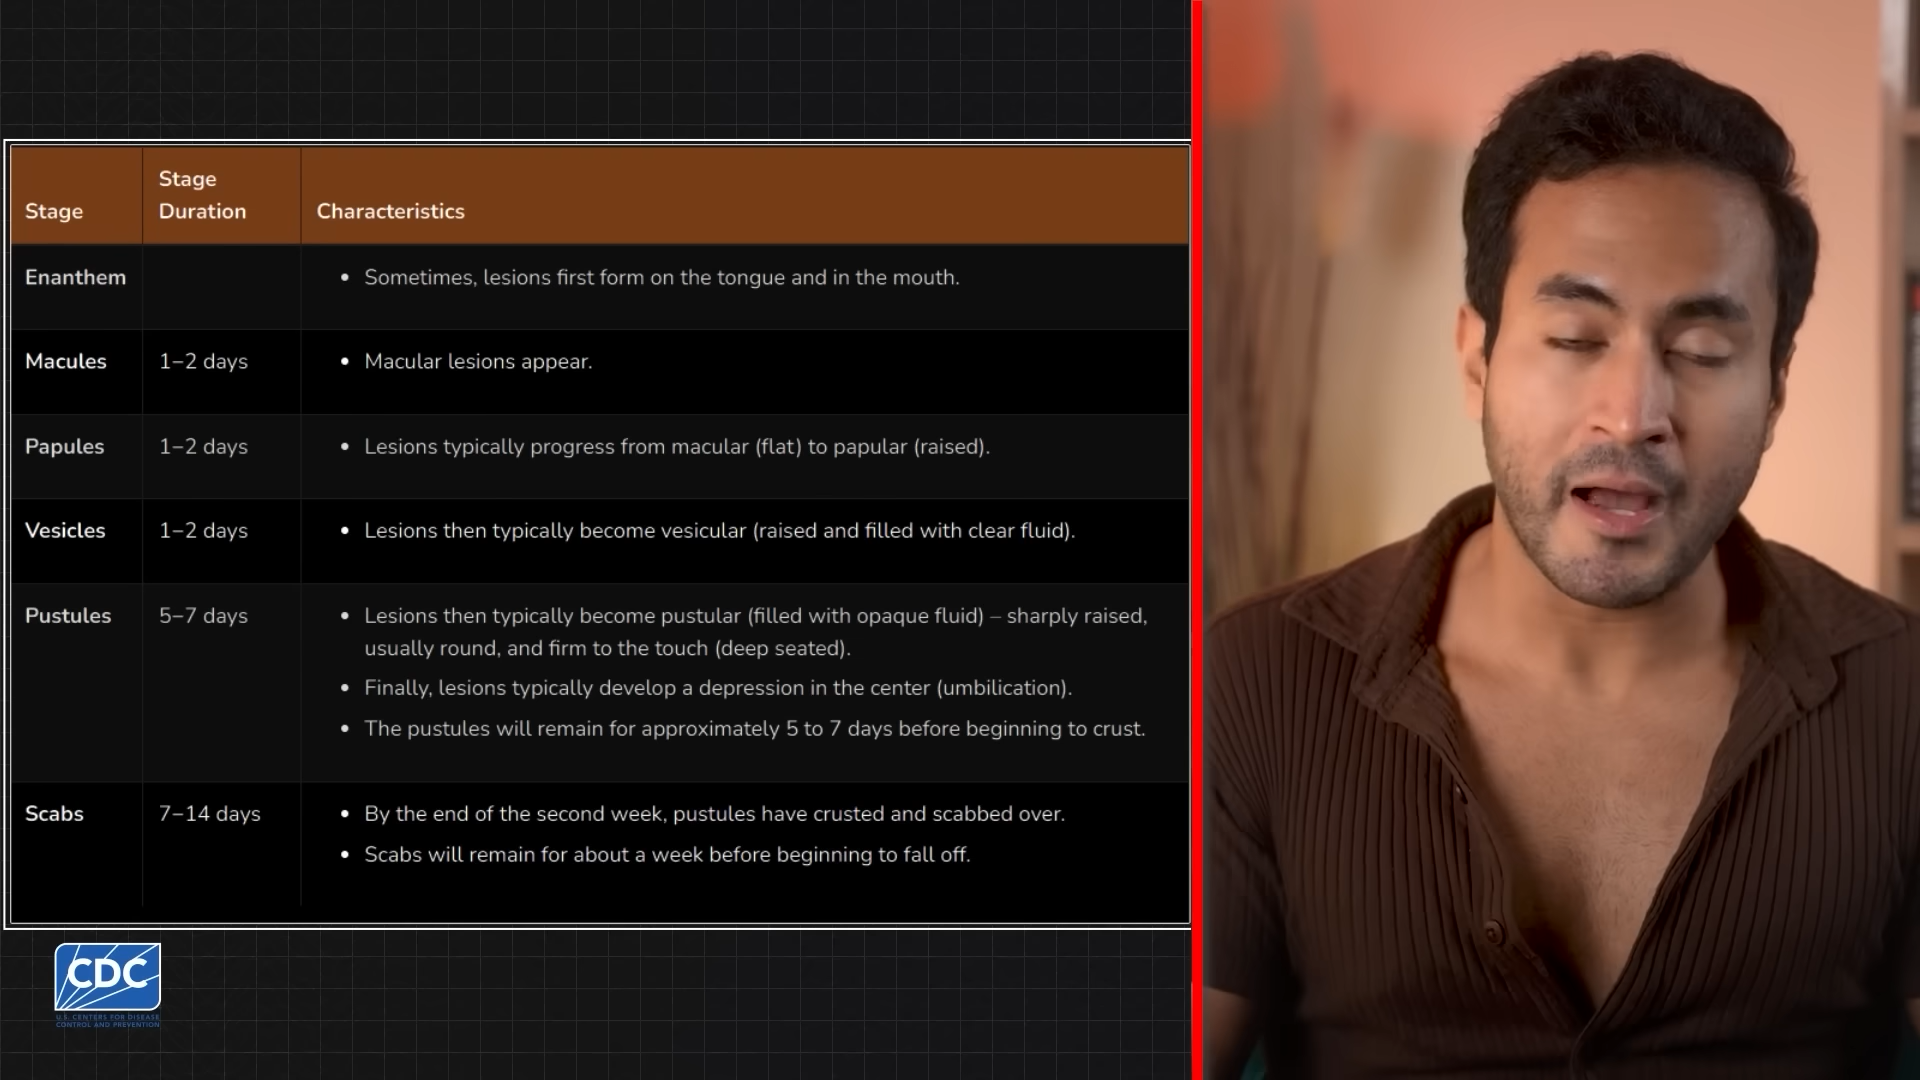 Stage
Stage
Duration
Characteristics
Enanthem
• Sometimes, lesions first form on the tongue and in the mouth.
Macules
1–2 days
• Macular lesions appear.
Papules
1–2 days
• Lesions typically progress from macular (flat) to papular (raised).
Vesicles
1–2 days
• Lesions then typically become vesicular (raised and filled with clear fluid).
Pustules
5–7 days
• Lesions then typically become pustular (filled with opaque fluid) – sharply raised,
usually round, and firm to the touch (deep seated).
• Finally, lesions typically develop a depression in the center (umbilication).
• The pustules will remain for approximately 5 to 7 days before beginning to crust.
Scabs
7–14 days
• By the end of the second week, pustules have crusted and scabbed over.
• Scabs will remain for about a week before beginning to fall off.
CDC
U.S. CENTERS FOR DISEASE
CONTROL AND PREVENTION